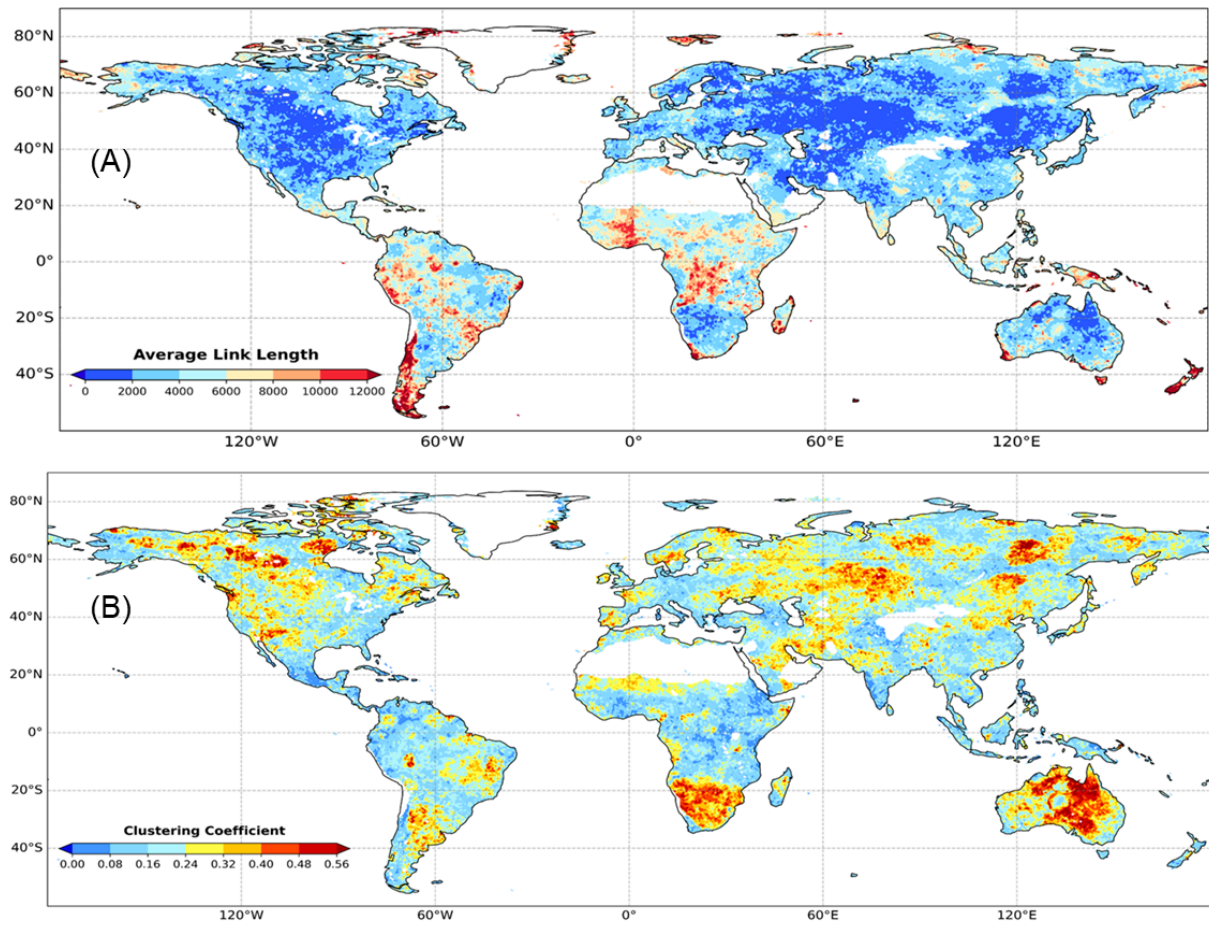 80°N
60°N
40°N
(A)
20°N
0°
20°S
Average Link Length
40°S
0 2000 4000 6000 8000 10000 12000
120°W 60°W 0° 60°E 120°E
80°N
60°N
40°N
(B)
20°N
0°
20°S
Clustering Coefficient
40°S
0.00 0.08 0.16 0.24 0.32 0.40 0.48 0.56
120°W 60°W 0° 60°E 120°E